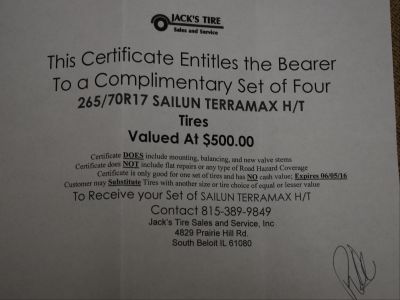 JACK'S TIRE
Sales and Service
This Certificate Entitles the Bearer
To a Complimentary Set of Four
265/70R17 SAILUN TERRAMAX H/T
Tires
Valued At $500.00
Certificate DOES include mounting, balancing, and new valve stems
Certificate does NOT include flat repairs or any type of Road Hazard Coverage
Certificate is only good for one set of tires and has NO cash value; Expires 06/05/16
Customer may Substitute Tires with another size or tire choice of equal or lesser value
To Receive your Set of SAILUN TERRAMAX H/T
Contact 815-389-9849
Jack's Tire Sales and Service, Inc
4829 Prairie Hill Rd.
South Beloit IL 61080